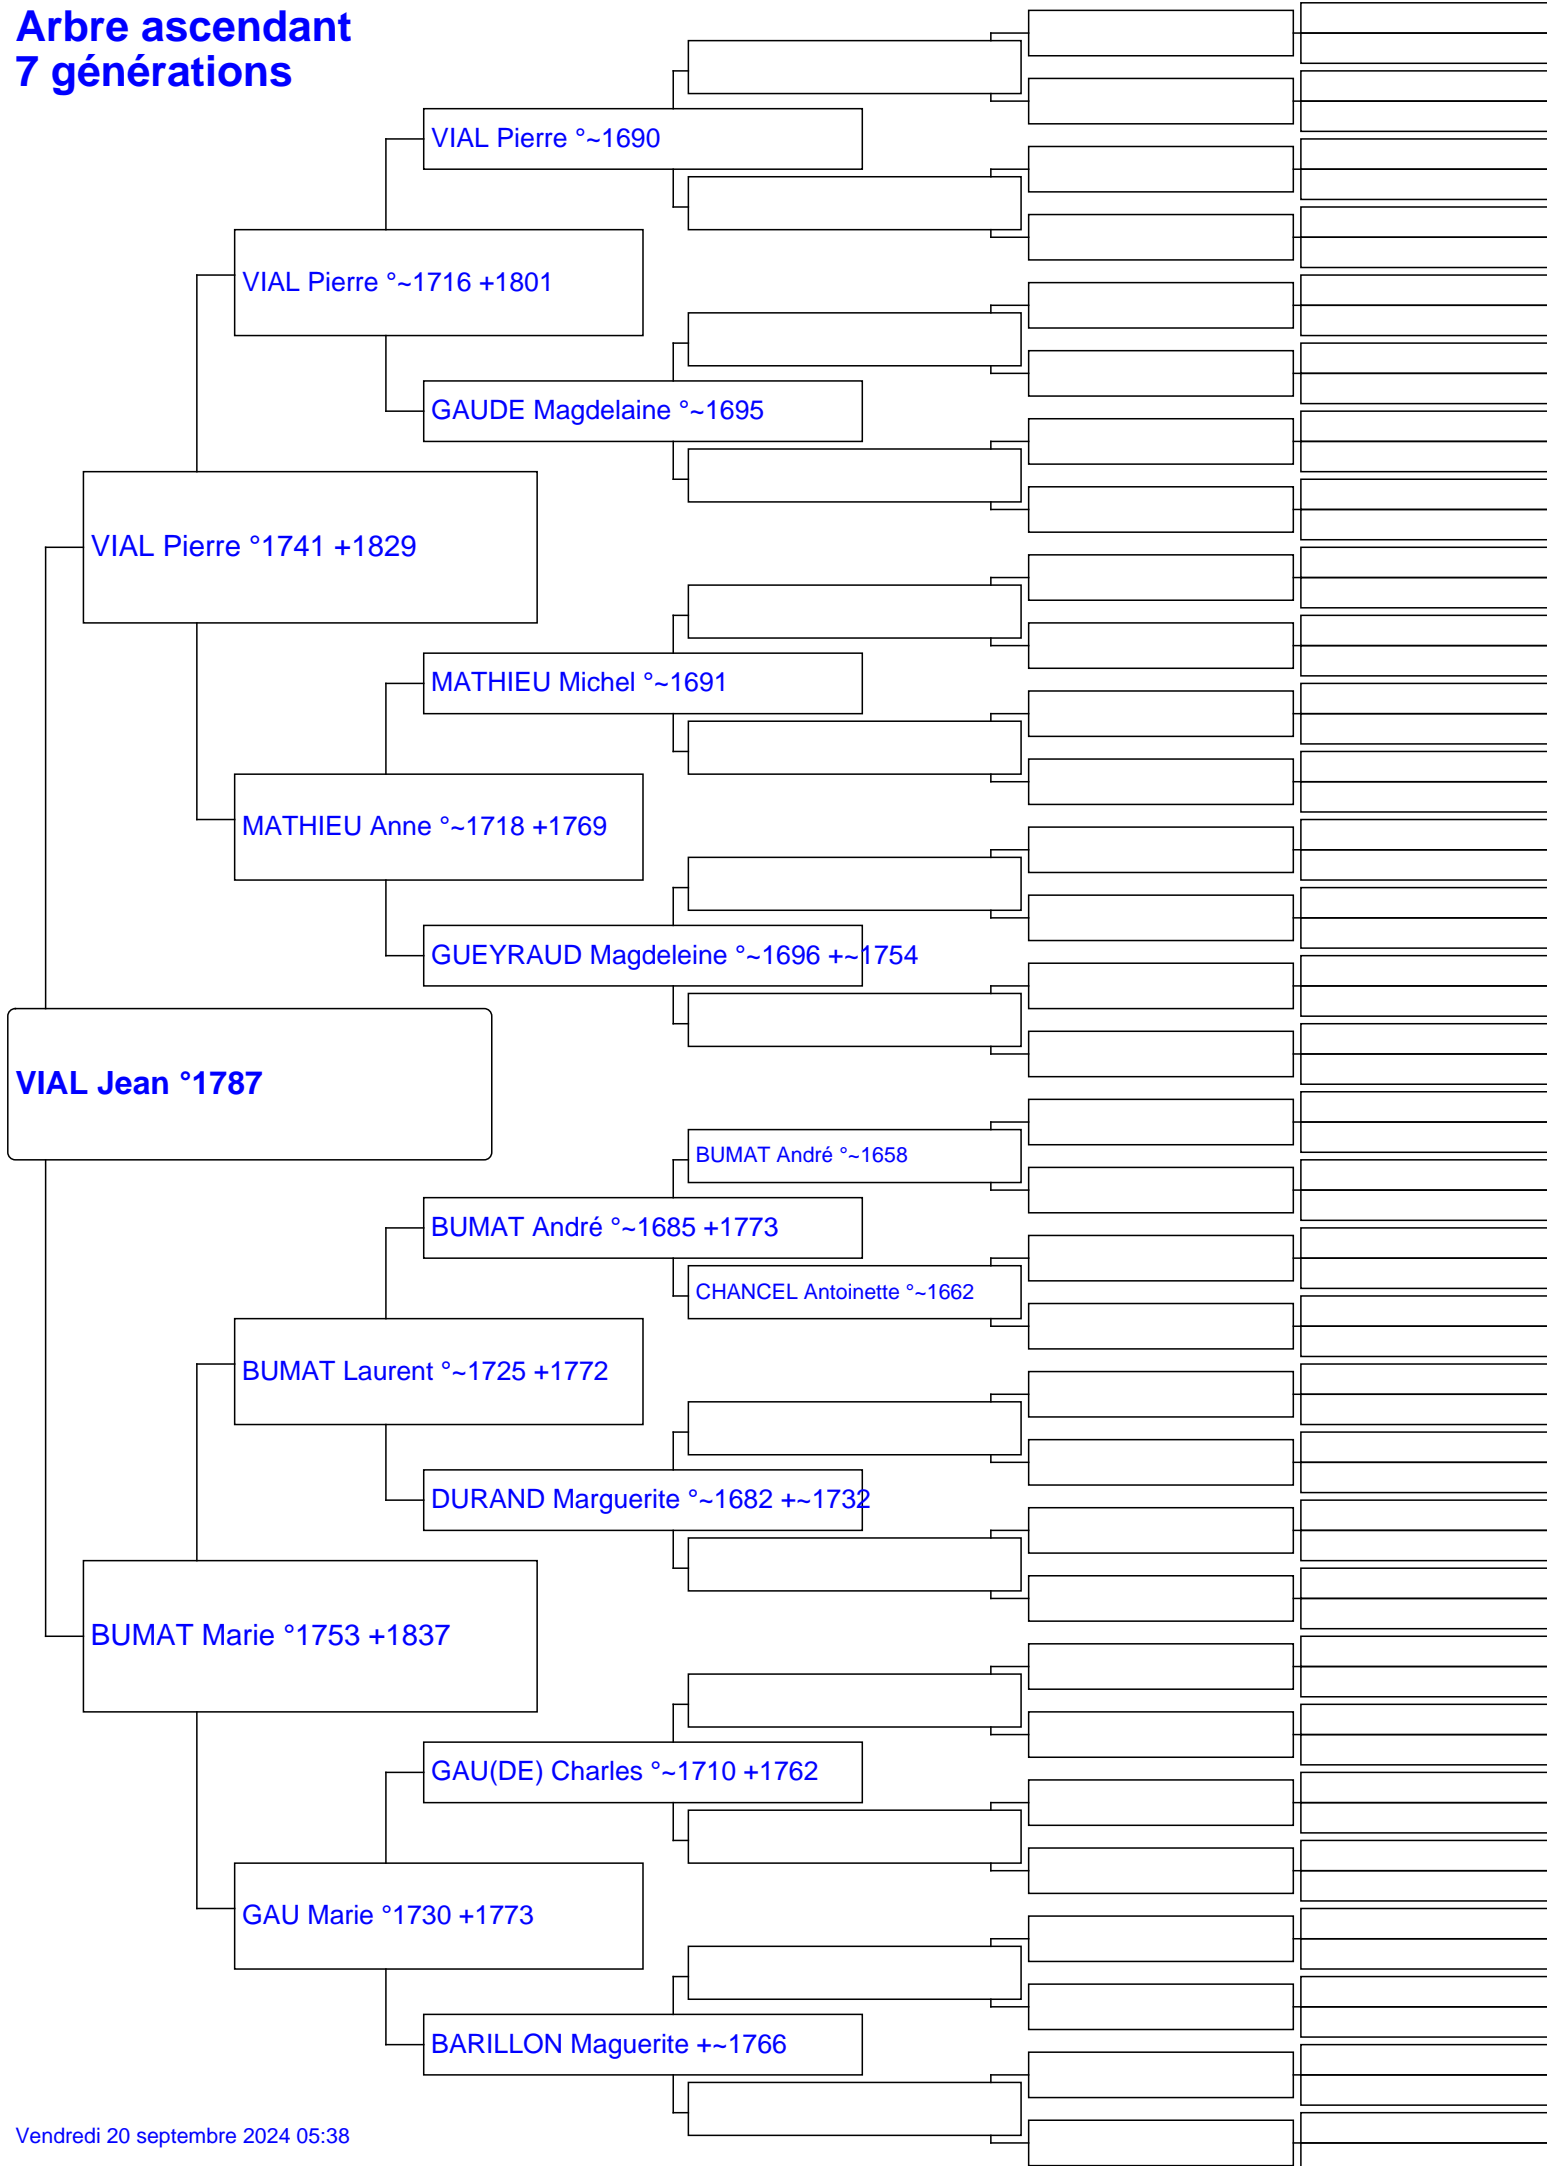 Arbre ascendant
7 générations
VIAL Pierre °~1690
VIAL Pierre °~1716 +1801
GAUDE Magdelaine °~1695
VIAL Pierre °1741 +1829
MATHIEU Michel °~1691
MATHIEU Anne °~1718 +1769
GUEYRAUD Magdeleine °~1696 +~1754
VIAL Jean °1787
BUMAT André °~1658
BUMAT André °~1685 +1773
CHANCEL Antoinette °~1662
BUMAT Laurent °~1725 +1772
DURAND Marguerite °~1682 +~1732
BUMAT Marie °1753 +1837
GAU(DE) Charles °~1710 +1762
GAU Marie °1730 +1773
BARILLON Maguerite +~1766
Vendredi 20 septembre 2024 05:38